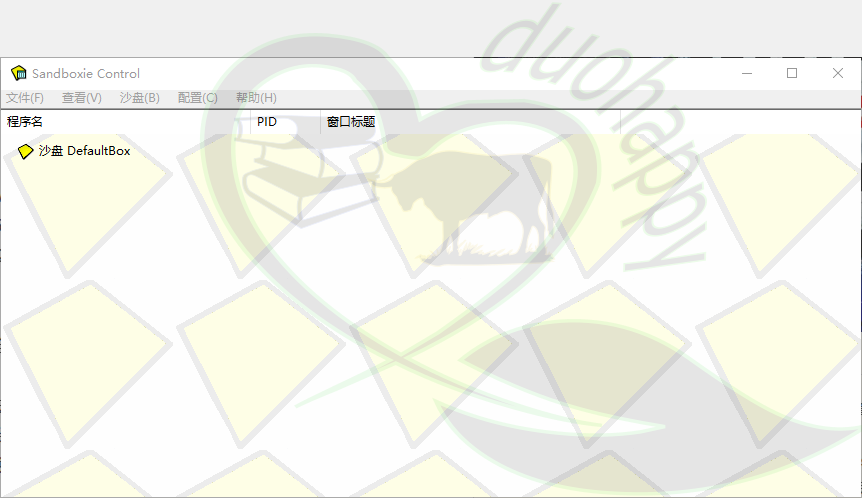 Sandboxie Control
文件(F) 查看(V) 沙盘(B) 配置(C) 帮助(H)
程序名 PID 窗口标题
沙盘 DefaultBox
duohappy